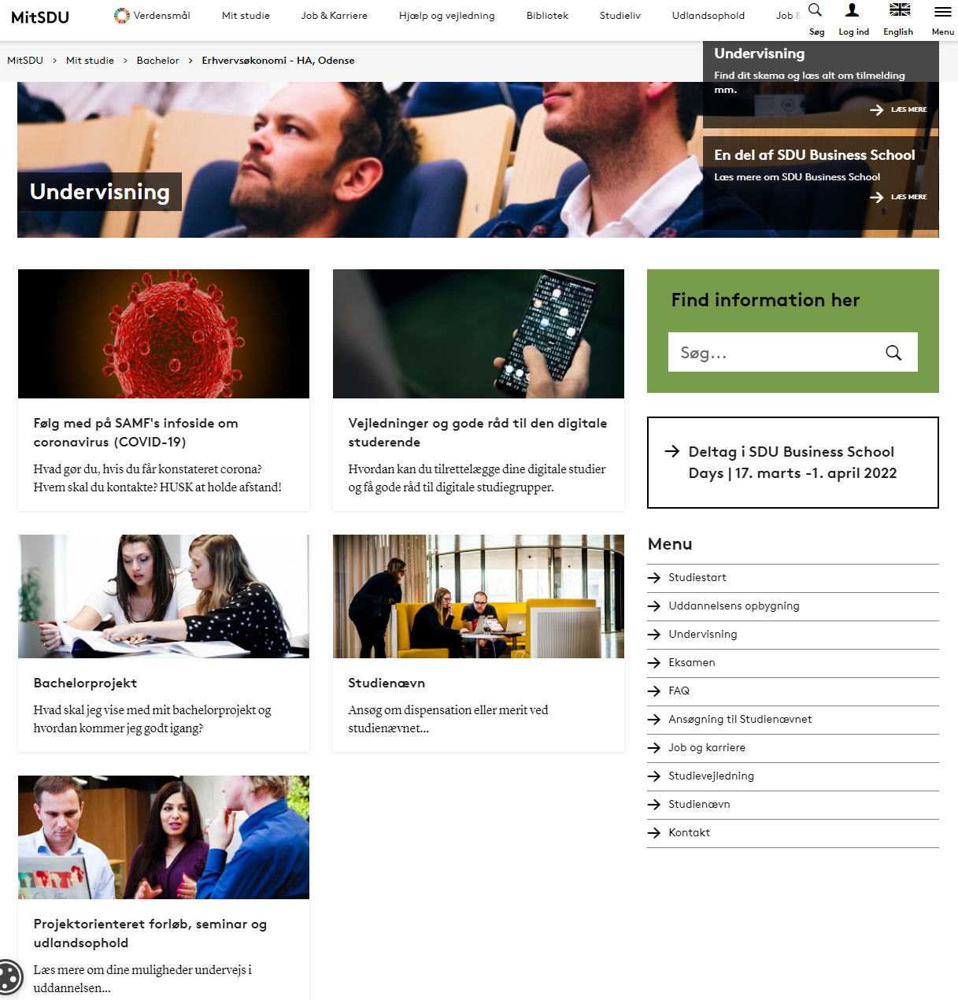 MitSDU
Verdensmål
Mit studie
Job & Karriere
Hjælp og vejledning
Bibliotek
Studieliv
Udlandsophold
Job &
Søg
Log ind
English
Menu
MitSDU > Mit studie > Bachelor > Erhvervsøkonomi - HA, Odense
Undervisning
Find dit skema og læs alt om tilmelding
mm.
LÆS MERE
En del af SDU Business School
Læs mere om SDU Business School
LÆS MERE
Undervisning
Følg med på SAMF's infoside om
coronavirus (COVID-19)
Hvad gør du, hvis du får konstateret corona?
Hvem skal du kontakte? HUSK at holde afstand!
Vejledninger og gode råd til den digitale
studerende
Hvordan kan du tilrettelægge dine digitale studier
og få gode råd til digitale studiegrupper.
Bachelorprojekt
Hvad skal jeg vise med mit bachelorprojekt og
hvordan kommer jeg godt igang?
Studienævn
Ansøg om dispensation eller merit ved
studienævnet...
Projektorienteret forløb, seminar og
udlandsophold
Læs mere om dine muligheder undervejs i
uddannelsen...
Find information her
Søg...
Deltag i SDU Business School
Days | 17. marts -1. april 2022
Menu
Studiestart
Uddannelsens opbygning
Undervisning
Eksamen
FAQ
Ansøgning til Studienævnet
Job og karriere
Studievejledning
Studienævn
Kontakt